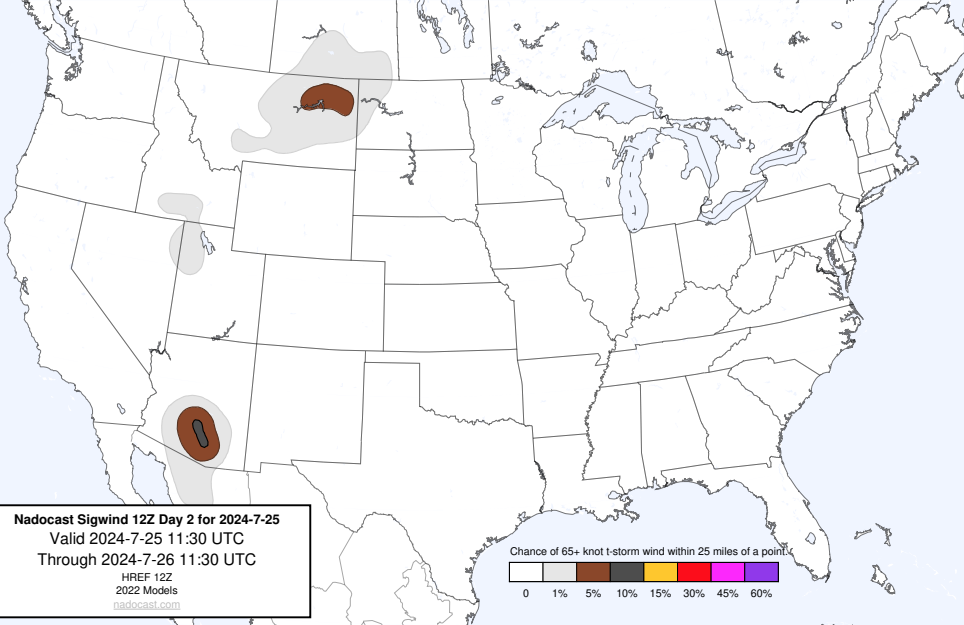 Nadocast Sigwind 12Z Day 2 for 2024-7-25
Valid 2024-7-25 11:30 UTC
Through 2024-7-26 11:30 UTC
HREF 12Z
2022 Models
nadocast.com
Chance of 65+ knot t-storm wind within 25 miles of a point.
0 1% 5% 10% 15% 30% 45% 60%